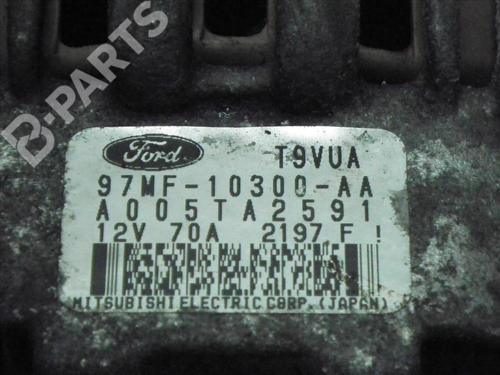 B-PARTS
Ford T9VUA
97MF-10300-AA
A005TA2591
12V 70A 2197 F !
MITSUBISHI ELECTRIC CORP. (JAPAN)